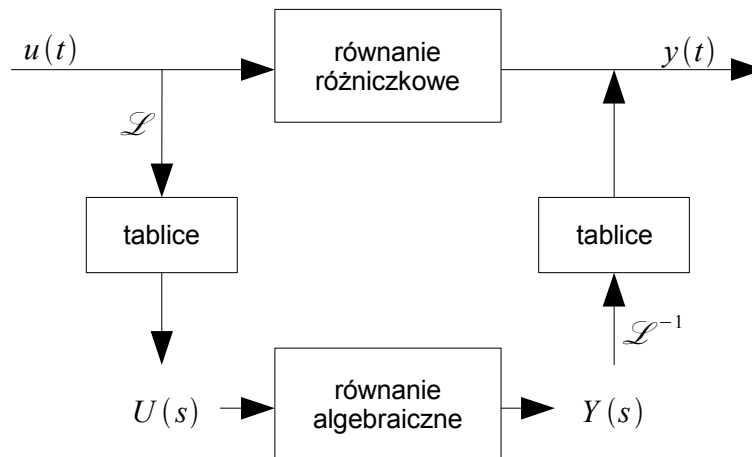 u(t)
równanie
różniczkowe
y(t)
ℒ
tablice
tablice
ℒ⁻¹
U(s)
równanie
algebraiczne
Y(s)